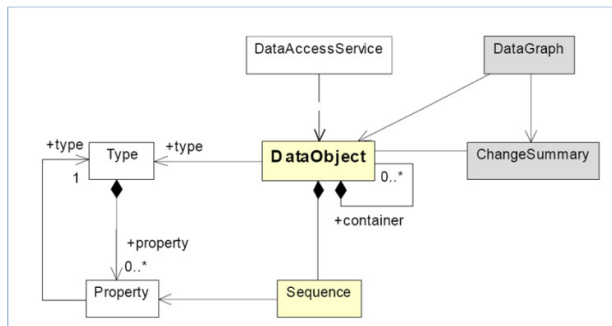 DataAccessService
DataGraph
+type
+type
Type
DataObject
ChangeSummary
1
0..*
+container
+property
0..*
Property
Sequence